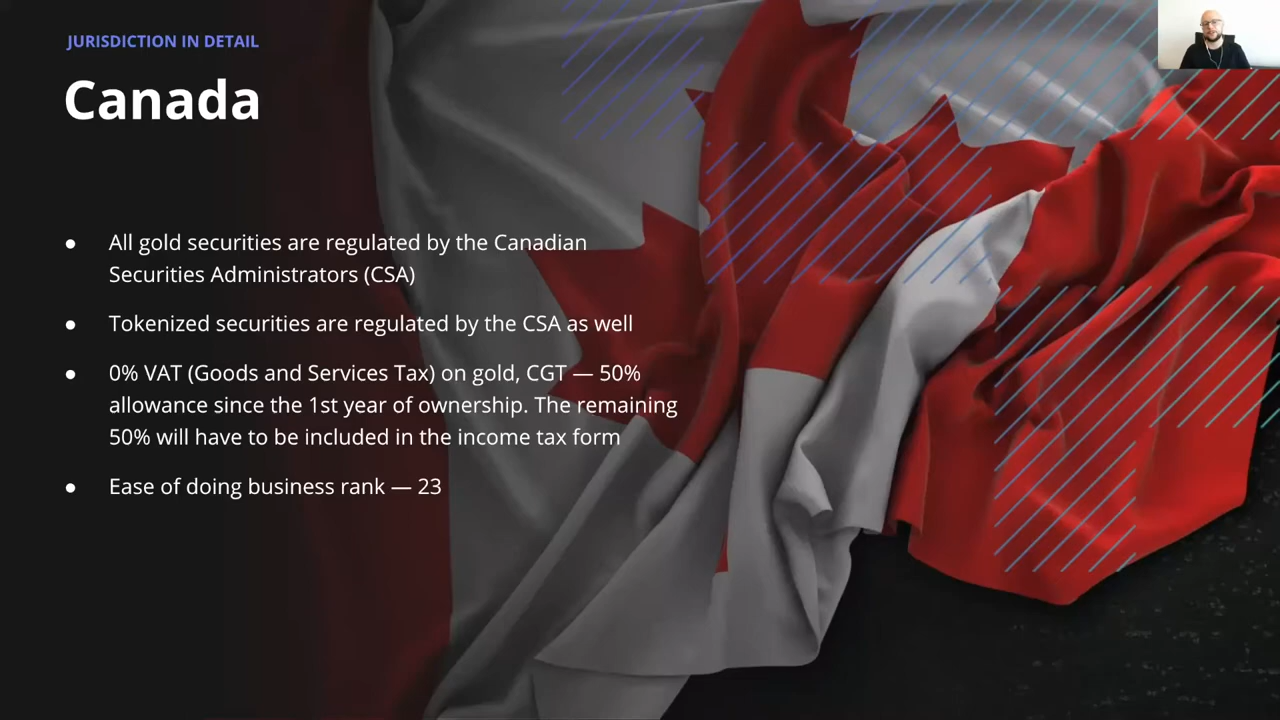 JURISDICTION IN DETAIL
Canada
● All gold securities are regulated by the Canadian
Securities Administrators (CSA)
● Tokenized securities are regulated by the CSA as well
● 0% VAT (Goods and Services Tax) on gold, CGT — 50%
allowance since the 1st year of ownership. The remaining
50% will have to be included in the income tax form
● Ease of doing business rank — 23